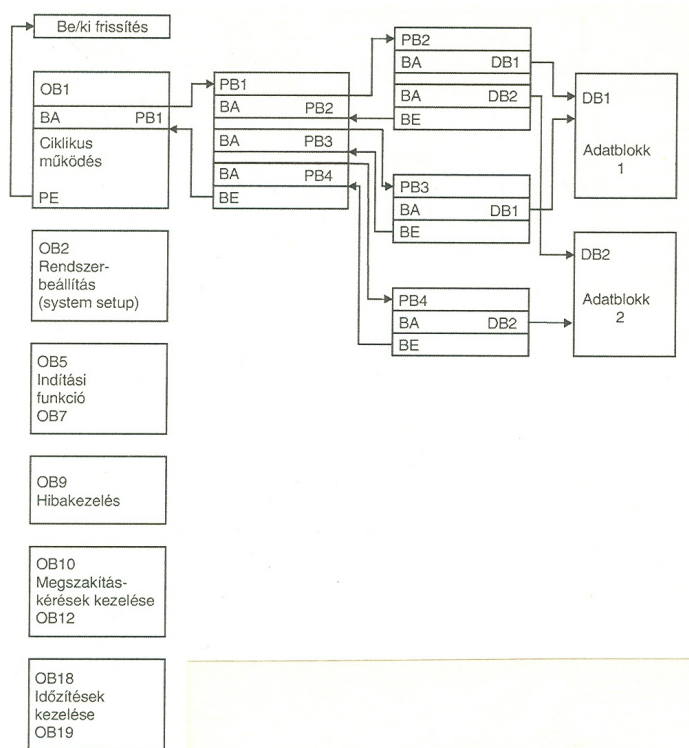 Be/ki frissítés
OB1
BA PB1
Ciklikus
működés
PE
PB1
BA PB2
BA PB3
BA PB4
BE
PB2
BA DB1
BA DB2
BE
PB3
BA DB1
BE
PB4
BA DB2
BE
DB1
Adatblokk
1
DB2
Adatblokk
2
OB2
Rendszer-
beállítás
(system setup)
OB5
Indítási
funkció
OB7
OB9
Hibakezelés
OB10
Megszakítás-
kérések kezelése
OB12
OB18
Időzítések
kezelése
OB19